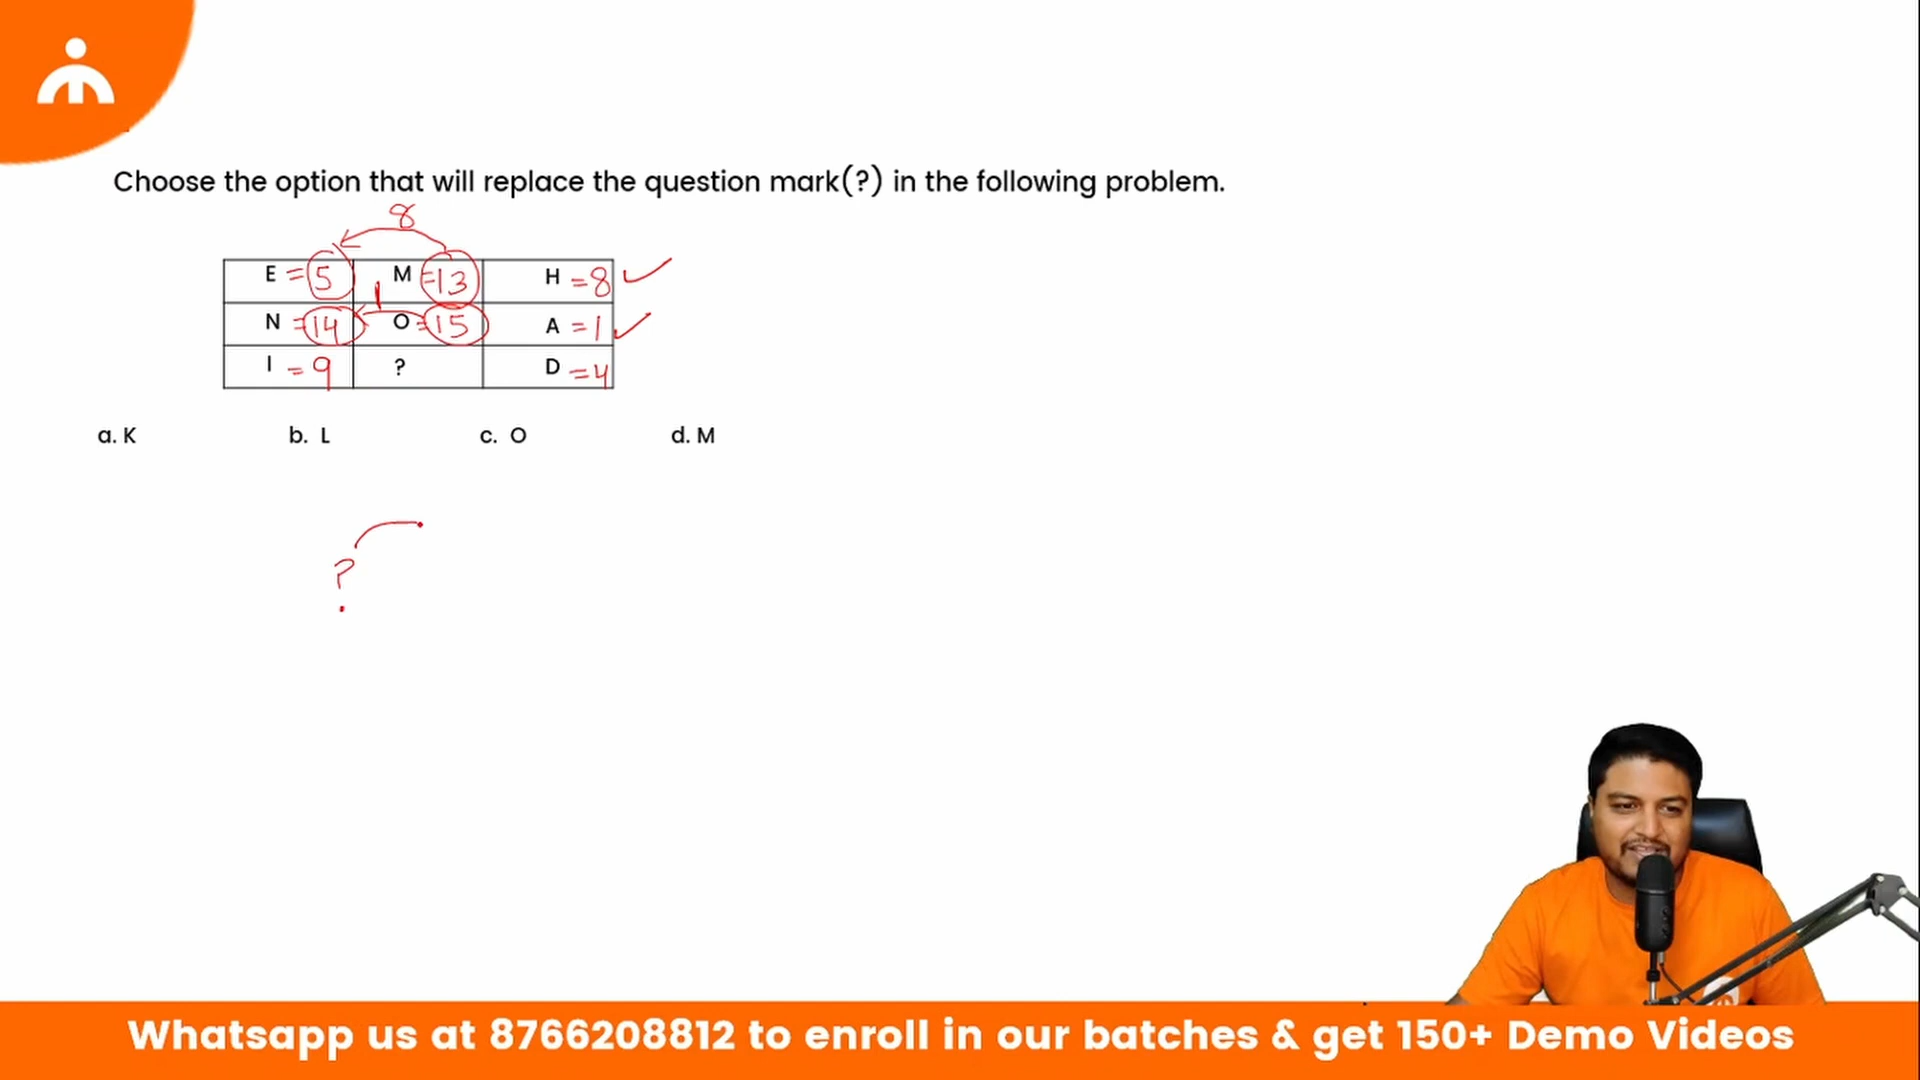 Choose the option that will replace the question mark(?) in the following problem.
8
E = 5 M = 13 H = 8
1
N = 14 O = 15 A = 1
I = 9 ? D = 4
a. K b. L c. O d. M
?
Whatsapp us at 8766208812 to enroll in our batches & get 150+ Demo Videos